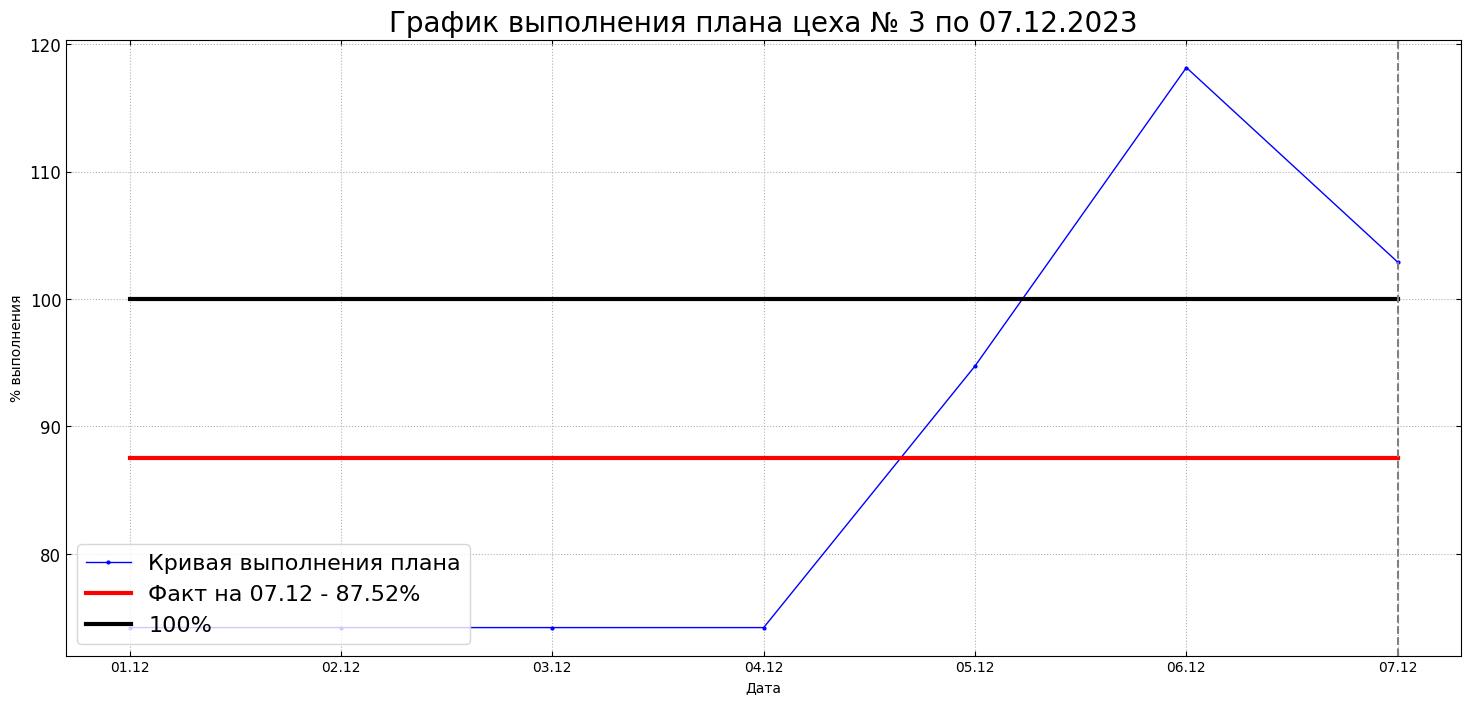 График выполнения плана цеха № 3 по 07.12.2023
120
110
100
90
80
% выполнения
Кривая выполнения плана
Факт на 07.12 - 87.52%
100%
01.12 02.12 03.12 04.12 05.12 06.12 07.12
Дата